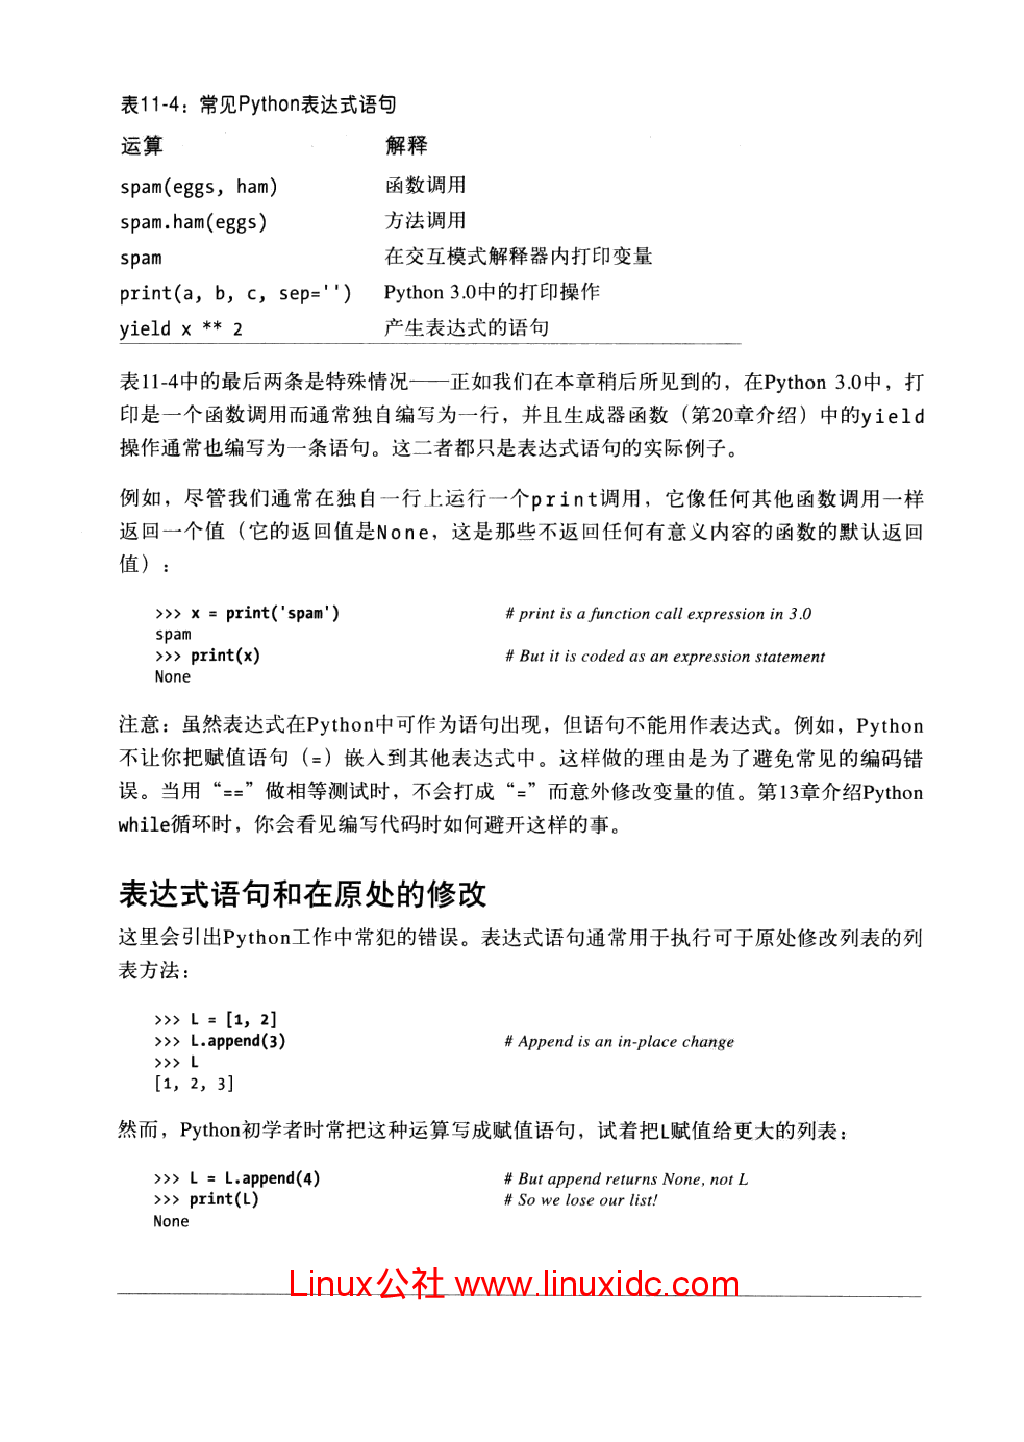 表11-4：常见Python表达式语句
运算 解释
spam(eggs, ham) 函数调用
spam.ham(eggs) 方法调用
spam 在交互模式解释器内打印变量
print(a, b, c, sep='') Python 3.0中的打印操作
yield x ** 2 产生表达式的语句
表11-4中的最后两条是特殊情况——正如我们在本章稍后所见到的，在Python 3.0中，打
印是一个函数调用而通常独自编写为一行，并且生成器函数（第20章介绍）中的yield
操作通常也编写为一条语句。这二者都只是表达式语句的实际例子。
例如，尽管我们通常在独自一行上运行一个print调用，它像任何其他函数调用一样
返回一个值（它的返回值是None，这是那些不返回任何有意义内容的函数的默认返回
值）：
>>> x = print('spam') # print is a function call expression in 3.0
spam
>>> print(x) # But it is coded as an expression statement
None
注意：虽然表达式在Python中可作为语句出现，但语句不能用作表达式。例如，Python
不让你把赋值语句（=）嵌入到其他表达式中。这样做的理由是为了避免常见的编码错
误。当用“==”做相等测试时，不会打成“=”而意外修改变量的值。第13章介绍Python
while循环时，你会看见编写代码时如何避开这样的事。
表达式语句和在原处的修改
这里会引出Python工作中常犯的错误。表达式语句通常用于执行可于原处修改列表的列
表方法：
>>> L = [1, 2]
>>> L.append(3) # Append is an in-place change
>>> L
[1, 2, 3]
然而，Python初学者时常把这种运算写成赋值语句，试着把L赋值给更大的列表：
>>> L = L.append(4) # But append returns None, not L
>>> print(L) # So we lose our list!
None
Linux公社 www.linuxidc.com